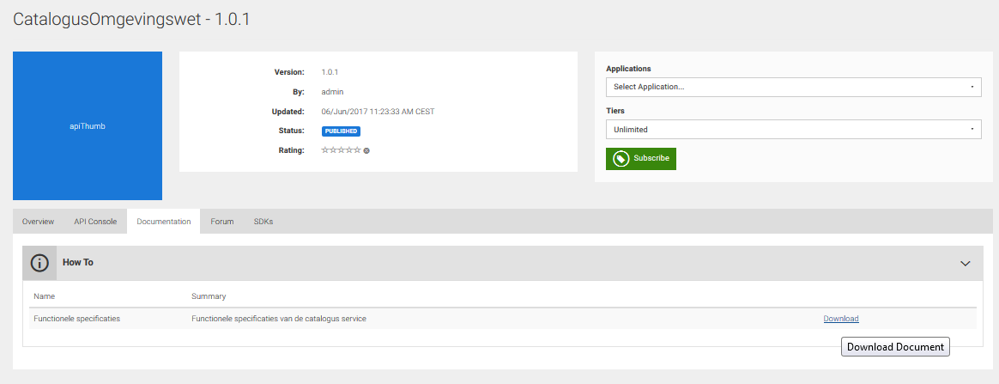 CatalogusOmgevingswet - 1.0.1
apiThumb
Version: 1.0.1
By: admin
Updated: 06/Jun/2017 11:23:33 AM CEST
Status: PUBLISHED
Rating:
Applications
Select Application...
Tiers
Unlimited
Subscribe
Overview API Console Documentation Forum SDKs
How To
Name Summary
Functionele specificaties Functionele specificaties van de catalogus service Download
Download Document